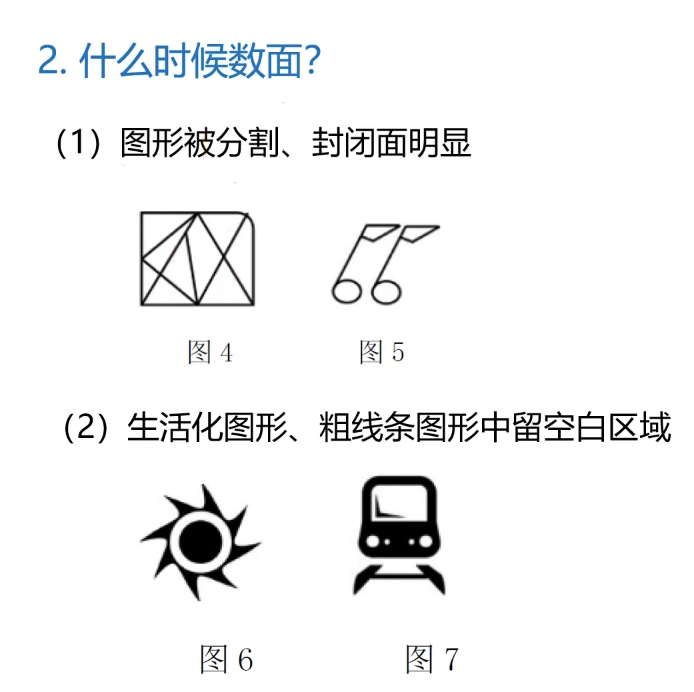 2. 什么时候数面?
（1）图形被分割、封闭面明显
图 4
图 5
（2）生活化图形、粗线条图形中留空白区域
图 6
图 7